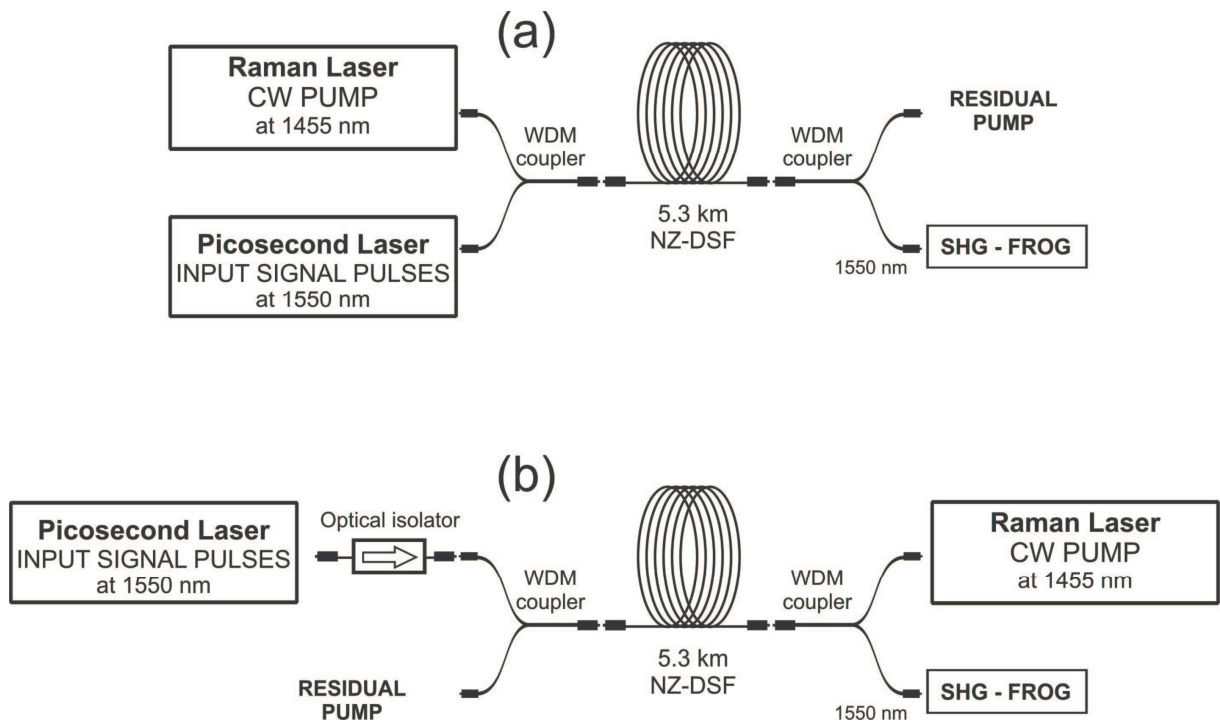 (a)
Raman Laser
CW PUMP
at 1455 nm
Picosecond Laser
INPUT SIGNAL PULSES
at 1550 nm
WDM
coupler
5.3 km
NZ-DSF
WDM
coupler
RESIDUAL
PUMP
1550 nm
SHG - FROG
(b)
Picosecond Laser
INPUT SIGNAL PULSES
at 1550 nm
Optical isolator
RESIDUAL
PUMP
WDM
coupler
5.3 km
NZ-DSF
WDM
coupler
Raman Laser
CW PUMP
at 1455 nm
1550 nm
SHG - FROG